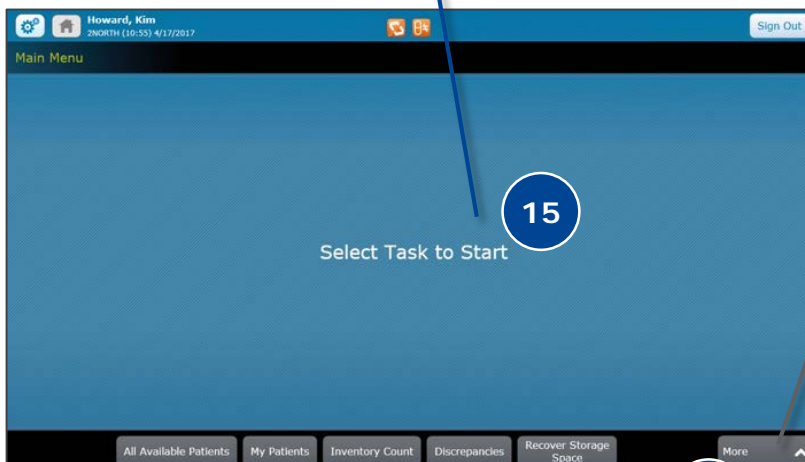 Howard, Kim
2NORTH (10:55) 4/17/2017
Sign Out
Main Menu
15
Select Task to Start
All Available Patients
My Patients
Inventory Count
Discrepancies
Recover Storage
Space
More